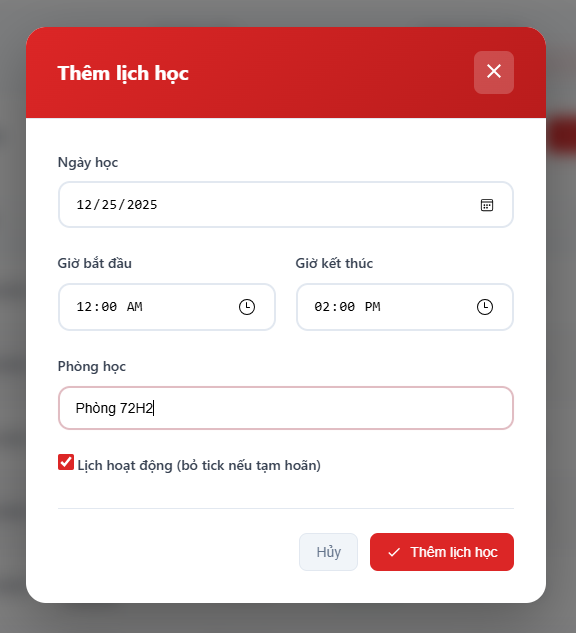 Thêm lịch học
Ngày học
12/25/2025
Giờ bắt đầu Giờ kết thúc
12:00 AM 02:00 PM
Phòng học
Phòng 72H2
Lịch hoạt động (bỏ tick nếu tạm hoãn)
Hủy Thêm lịch học